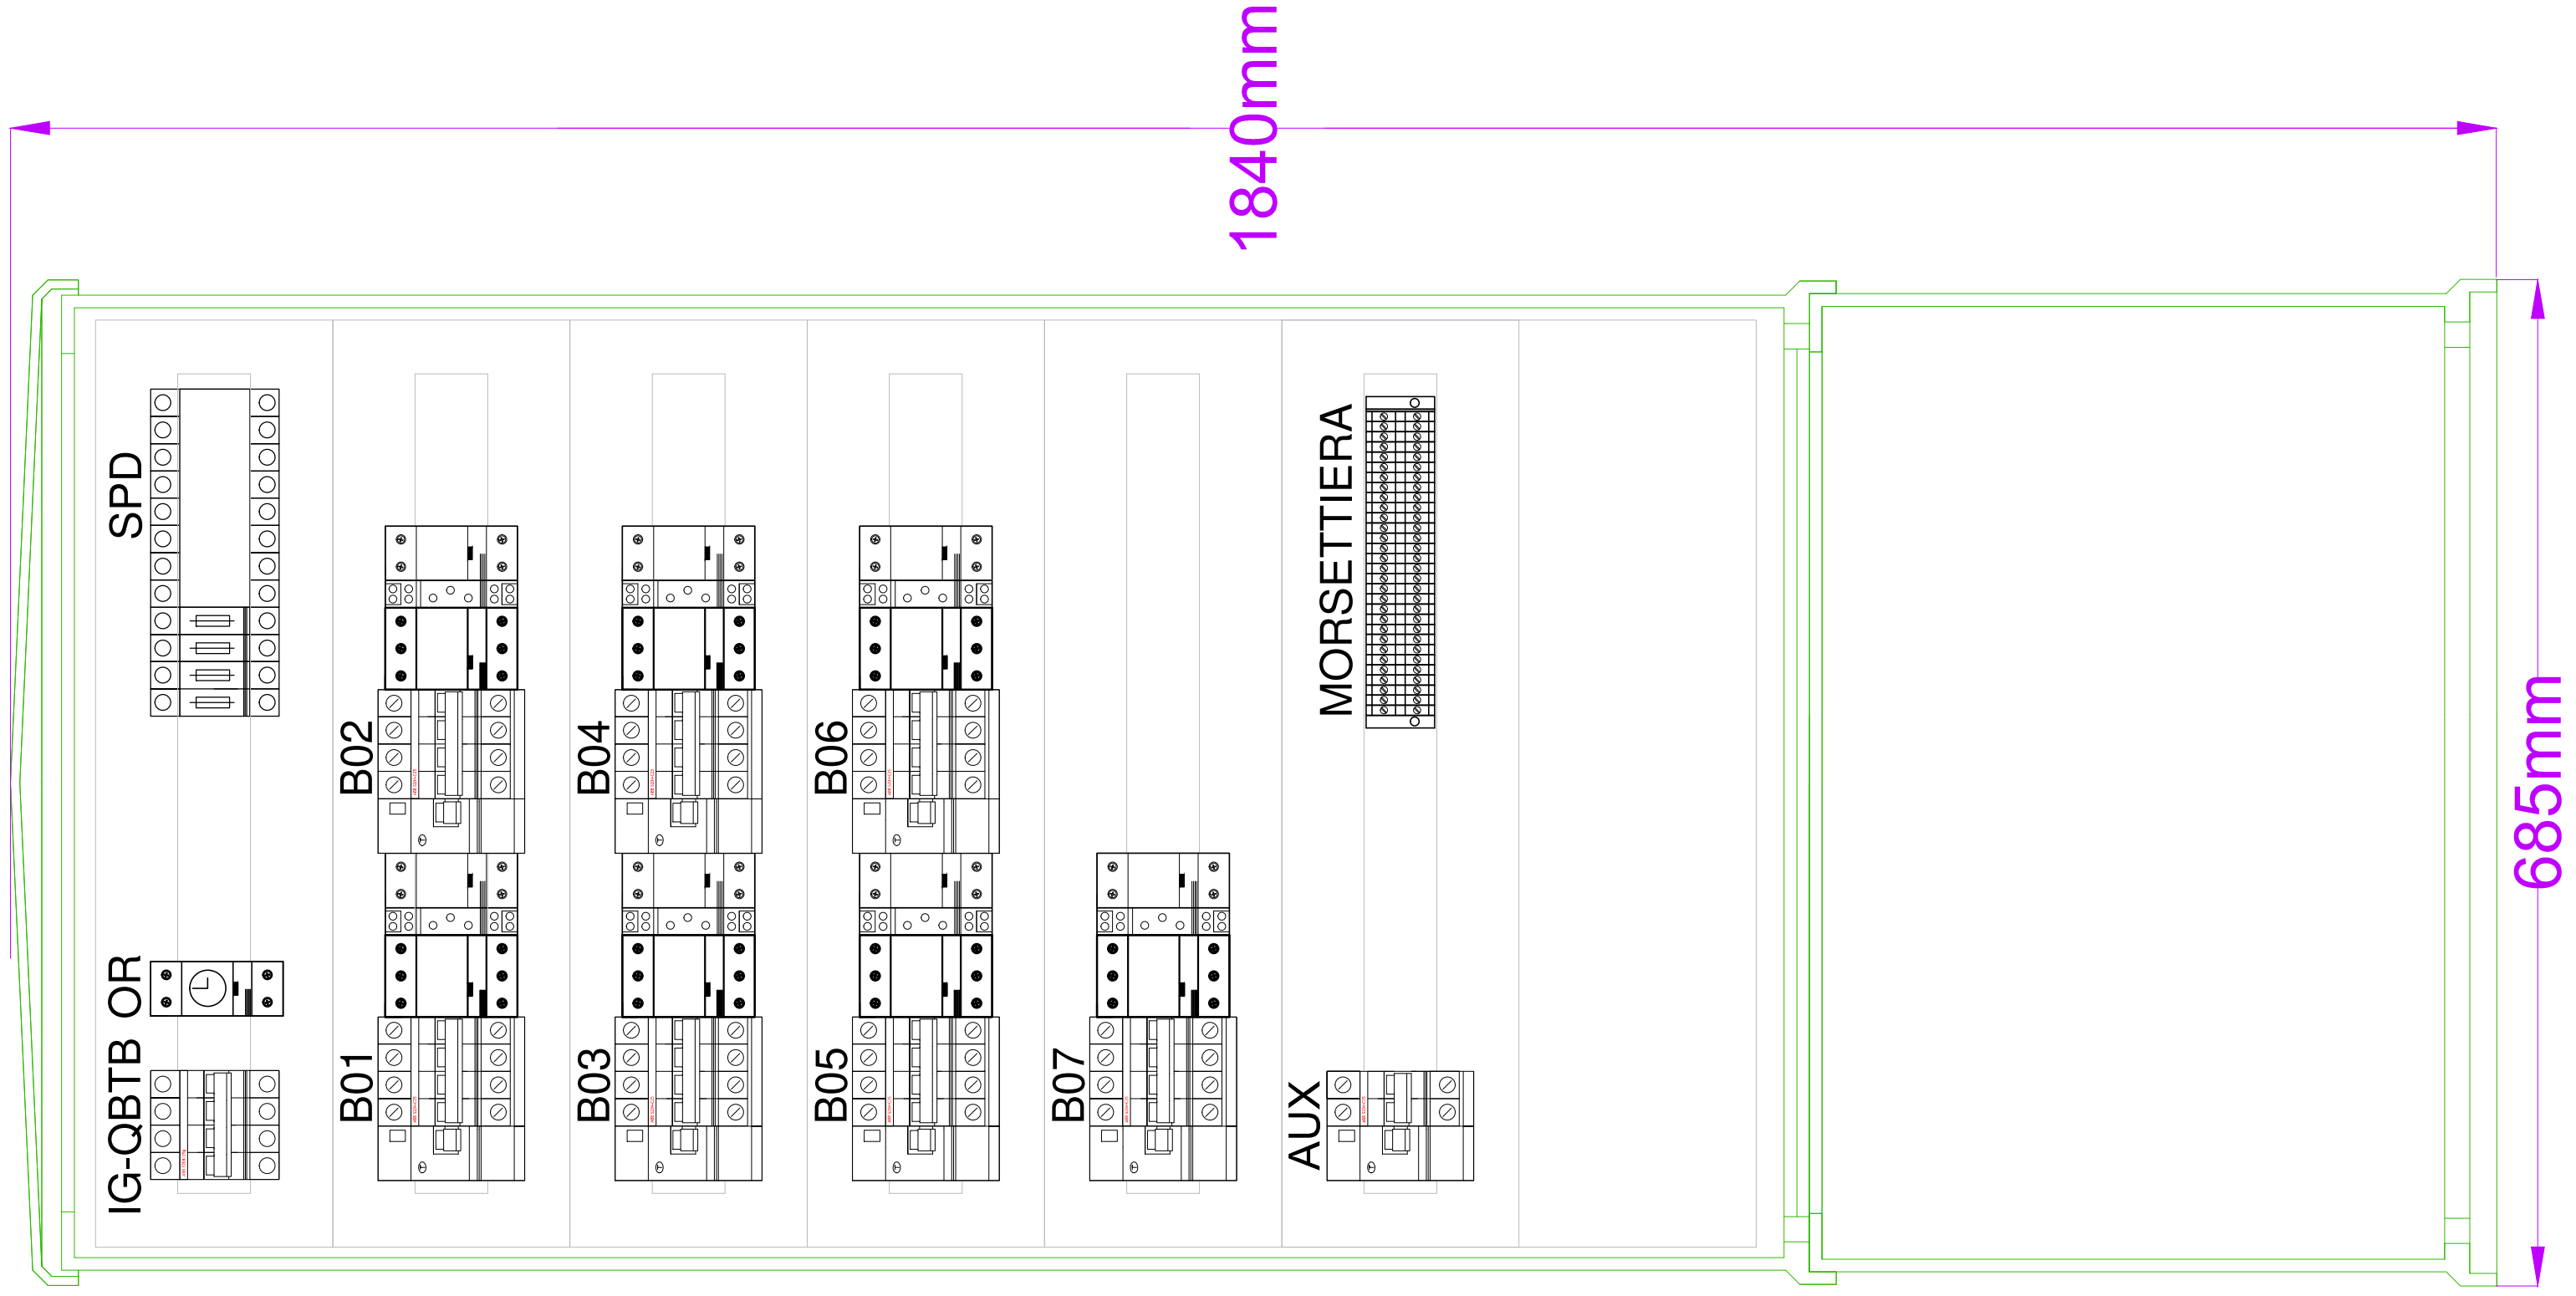 1840mm
685mm
IG-QBTB
OR
SPD
B01
B02
B03
B04
B05
B06
B07
AUX
MORSETTIERA